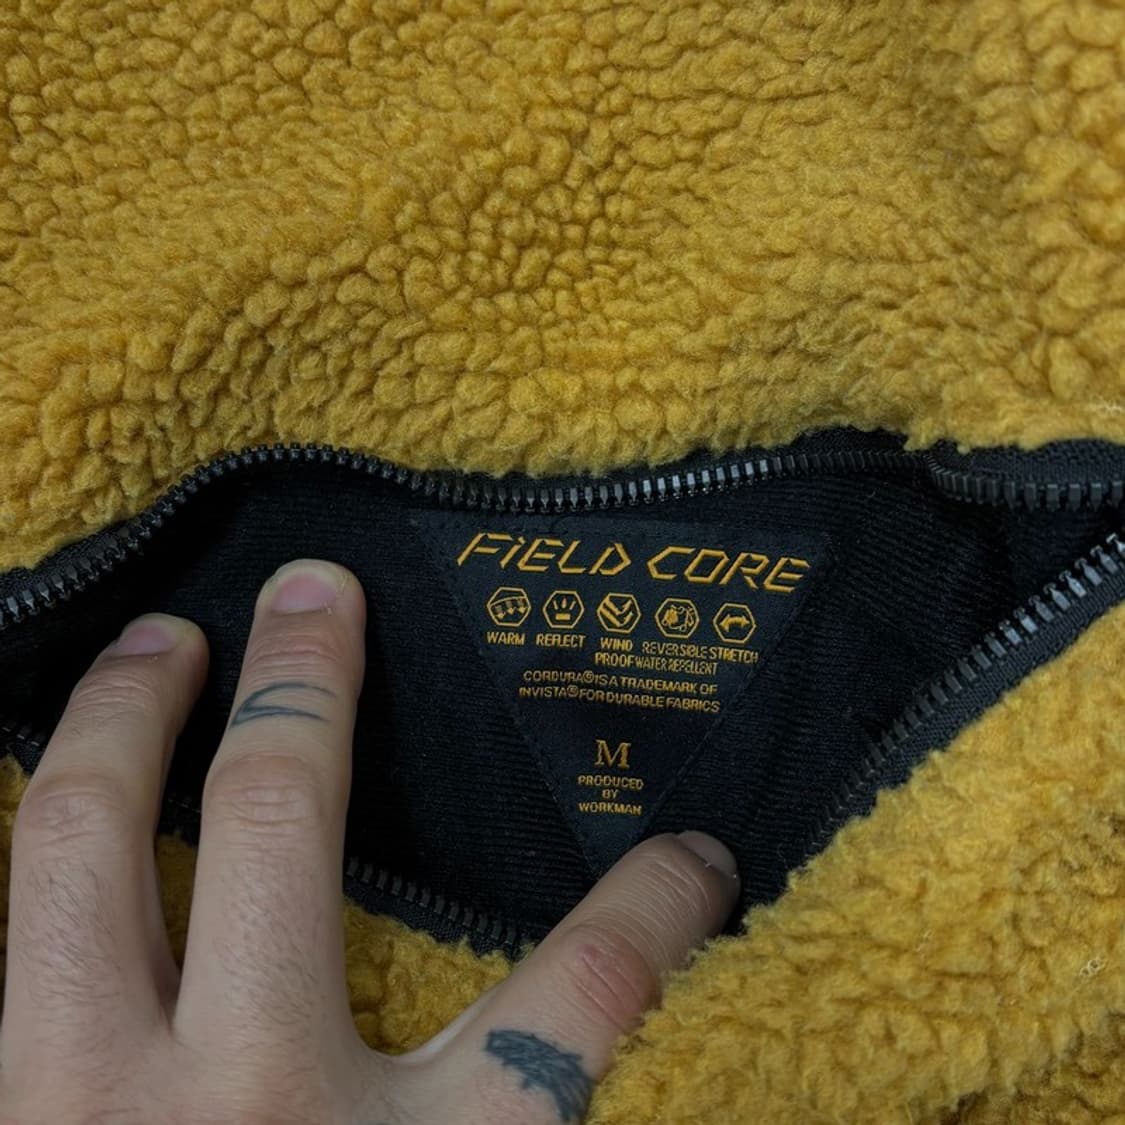 FiELD CORE
WARM REFLECT WIND PROOF REVERSIBLE WATER REPELLENT STRETCH
CORDURA® IS A TRADEMARK OF
INVISTA® FOR DURABLE FABRICS
M
PRODUCED
BY
WORKMAN